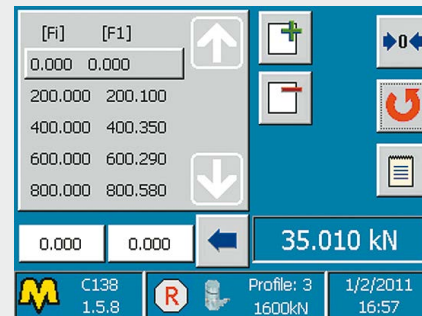 [Fi] [F1]
0.000 0.000
200.000 200.100
400.000 400.350
600.000 600.290
800.000 800.580
0.000 0.000 35.010 kN
0
C138
1.5.8
R
Profile: 3
1600kN
1/2/2011
16:57